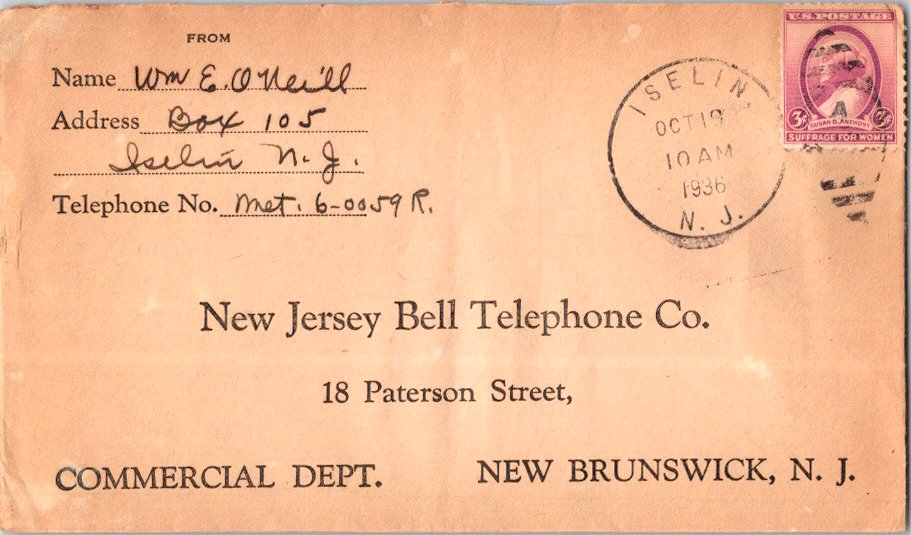 FROM
Name Wm E. O'Neill
Address Box 105
Iselin N. J.
Telephone No. Met. 6-0059 R.
ISELIN
OCT 19
10 AM
1936
N. J.
U.S. POSTAGE
3¢ SUSAN B. ANTHONY 3¢
SUFFRAGE FOR WOMEN
A
New Jersey Bell Telephone Co.
18 Paterson Street,
COMMERCIAL DEPT. NEW BRUNSWICK, N. J.